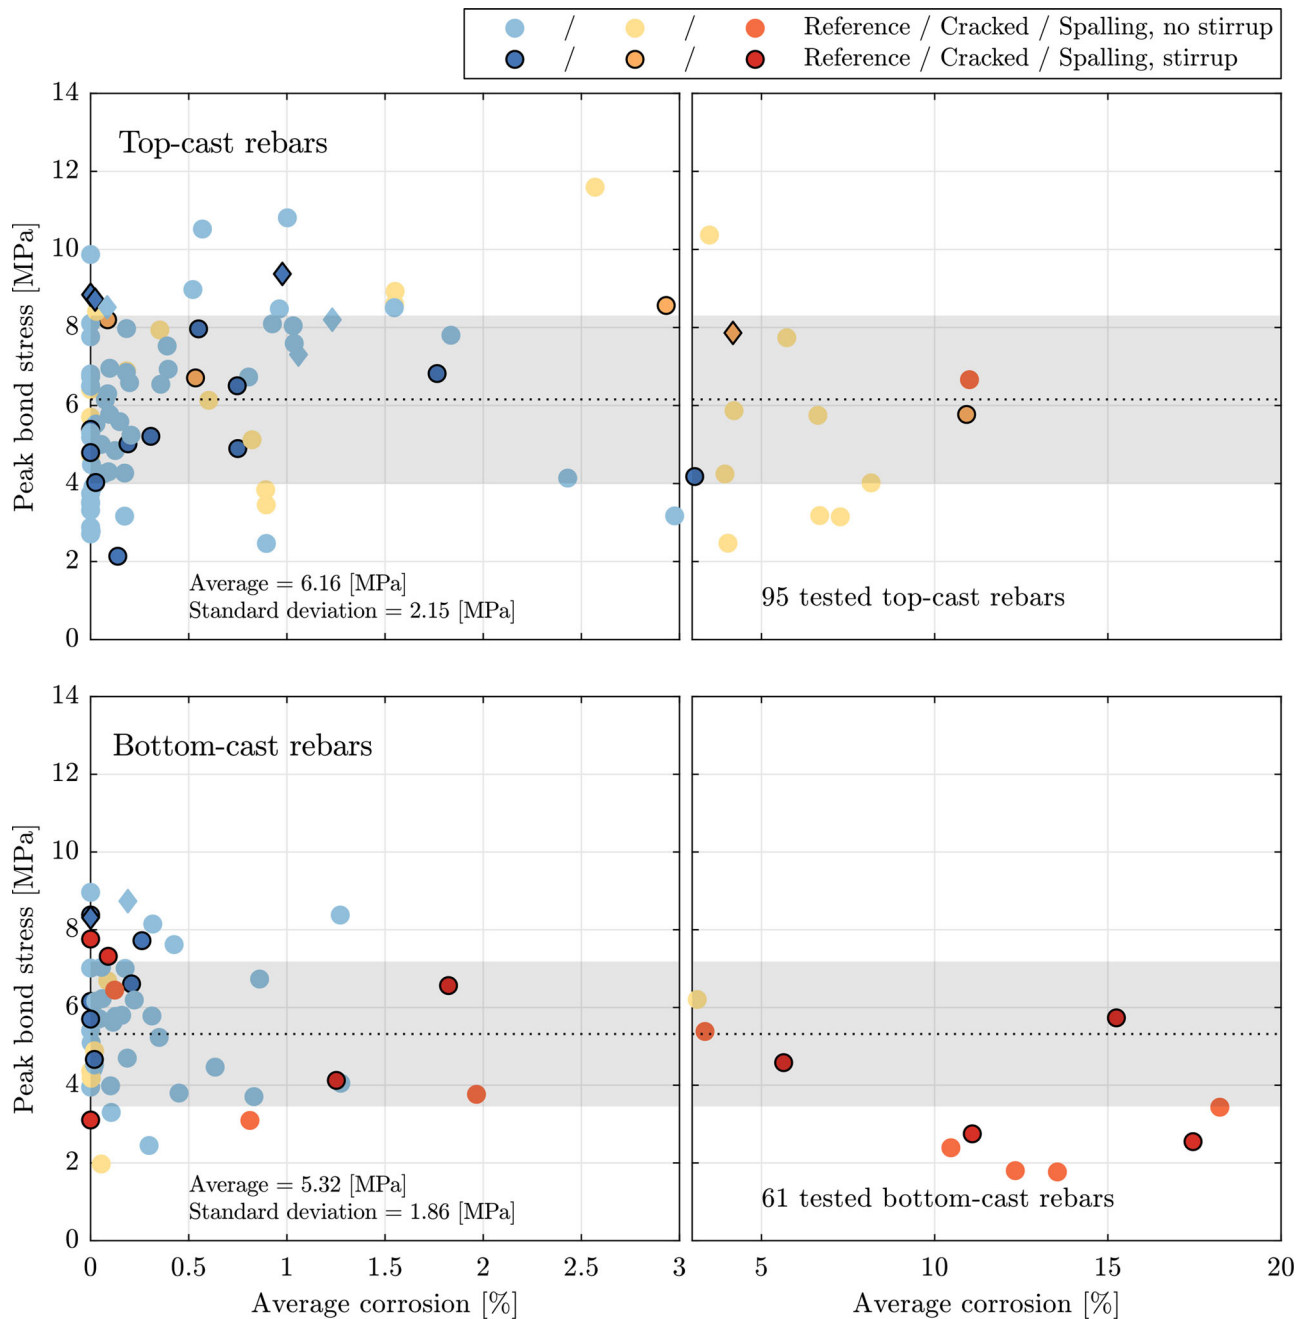 / / Reference / Cracked / Spalling, no stirrup
/ / Reference / Cracked / Spalling, stirrup
14
12
10
8
6
4
2
0
Peak bond stress [MPa]
Top-cast rebars
Average = 6.16 [MPa]
Standard deviation = 2.15 [MPa]
95 tested top-cast rebars
14
12
10
8
6
4
2
0
Peak bond stress [MPa]
Bottom-cast rebars
Average = 5.32 [MPa]
Standard deviation = 1.86 [MPa]
61 tested bottom-cast rebars
0 0.5 1 1.5 2 2.5 3 5 10 15 20
Average corrosion [%] Average corrosion [%]